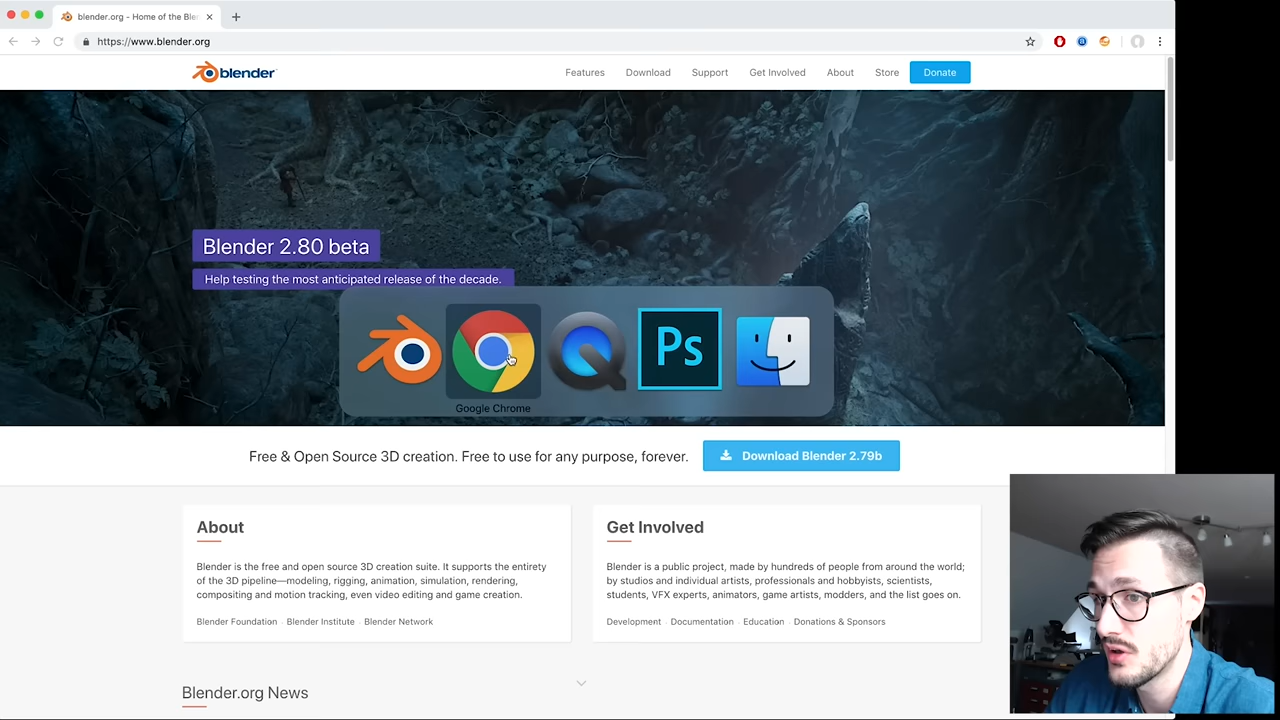 blender.org - Home of the Ble
https://www.blender.org
blender
Features
Download
Support
Get Involved
About
Store
Donate
Blender 2.80 beta
Help testing the most anticipated release of the decade.
Ps
Google Chrome
Free & Open Source 3D creation. Free to use for any purpose, forever.
Download Blender 2.79b
About
Blender is the free and open source 3D creation suite. It supports the entirety
of the 3D pipeline—modeling, rigging, animation, simulation, rendering,
compositing and motion tracking, even video editing and game creation.
Blender Foundation · Blender Institute · Blender Network
Get Involved
Blender is a public project, made by hundreds of people from around the world;
by studios and individual artists, professionals and hobbyists, scientists,
students, VFX experts, animators, game artists, modders, and the list goes on.
Development · Documentation · Education · Donations & Sponsors
Blender.org News